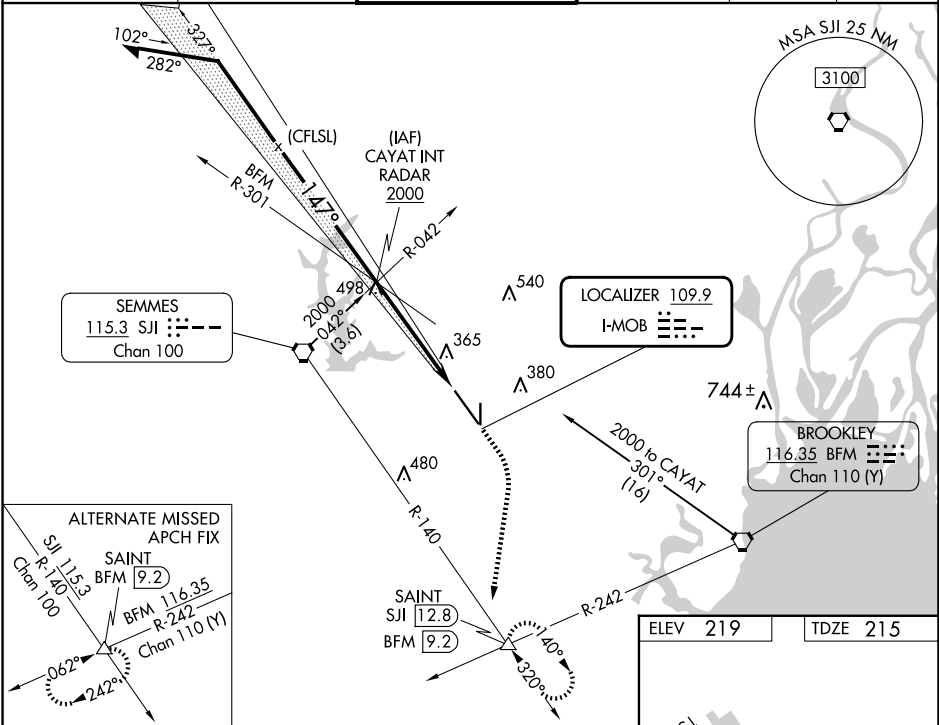 102°
282°
327°
(CFLSL)
(IAF)
CAYAT INT
RADAR
2000
MSA SJI 25 NM
3100
BFM
R-301
147°
R-042
498
2000
042°
(3.6)
SEMMES
115.3 SJI
Chan 100
540
LOCALIZER 109.9
I-MOB
365
380
744±
BROOKLEY
116.35 BFM
Chan 110 (Y)
2000 to CAYAT
301°
(16)
480
R-140
R-242
ALTERNATE MISSED
APCH FIX
SAINT
BFM 9.2
SJI 115.3
R-140
Chan 100
BFM 116.35
R-242
Chan 110 (Y)
062°
242°
SAINT
SJI 12.8
BFM 9.2
140°
320°
ELEV 219
TDZE 215